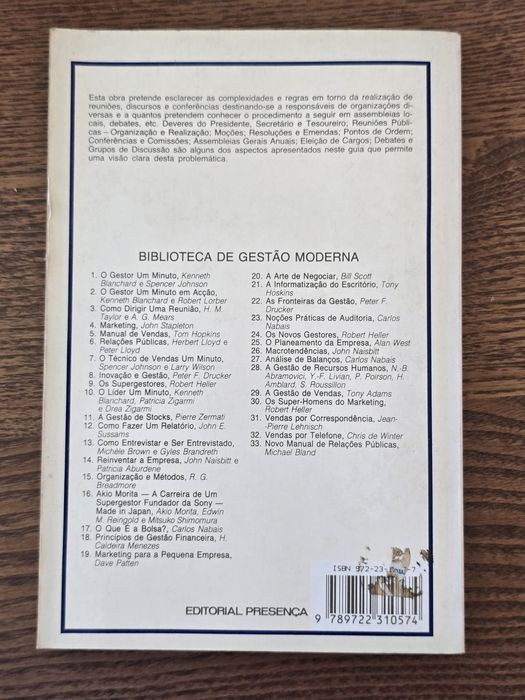 Esta obra pretende esclarecer as complexidades e regras em torno da realização de
reuniões, discursos e conferências destinando-se a responsáveis de organizações di-
versas e a quantos pretendem conhecer o procedimento a seguir em assembleias lo-
cais, debates, etc. Deveres do Presidente, Secretário e Tesoureiro; Reuniões Públi-
cas – Organização e Realização; Moções; Resoluções e Emendas; Pontos de Ordem;
Conferências e Comissões; Assembleias Gerais Anuais; Eleição de Cargos; Debates e
Grupos de Discussão são alguns dos aspectos apresentados neste guia que permite
uma visão clara desta problemática.
BIBLIOTECA DE GESTÃO MODERNA
1. O Gestor Um Minuto, Kenneth
Blanchard e Spencer Johnson
2. O Gestor Um Minuto em Acção,
Kenneth Blanchard e Robert Lorber
3. Como Dirigir Uma Reunião, H. M.
Taylor e A. G. Mears
4. Marketing, John Stapleton
5. Manual de Vendas, Tom Hopkins
6. Relações Públicas, Herbert Lloyd e
Peter Lloyd
7. O Técnico de Vendas Um Minuto,
Spencer Johnson e Larry Wilson
8. Inovação e Gestão, Peter F. Drucker
9. Os Supergestores, Robert Heller
10. O Líder Um Minuto, Kenneth
Blanchard, Patricia Zigarmi
e Drea Zigarmi
11. A Gestão de Stocks, Pierre Zermati
12. Como Fazer Um Relatório, John E.
Sussams
13. Como Entrevistar e Ser Entrevistado,
Michèle Brown e Gyles Brandreth
14. Reinventar a Empresa, John Naisbitt e
Patricia Aburdene
15. Organização e Métodos, R. G.
Breadmore
16. Akio Morita — A Carreira de Um
Supergestor Fundador da Sony —
Made in Japan, Akio Morita, Edwin
M. Reingold e Mitsuko Shimomura
17. O Que É a Bolsa?, Carlos Nabais
18. Princípios de Gestão Financeira, H.
Caldeira Menezes
19. Marketing para a Pequena Empresa,
Dave Patten
20. A Arte de Negociar, Bill Scott
21. A Informatização do Escritório, Tony
Hoskins
22. As Fronteiras da Gestão, Peter F.
Drucker
23. Noções Práticas de Auditoria, Carlos
Nabais
24. Os Novos Gestores, Robert Heller
25. O Planeamento da Empresa, Alan West
26. Macrotendências, John Naisbitt
27. Análise de Balanços, Carlos Nabais
28. A Gestão de Recursos Humanos, N.-B.
Abramovici, Y.-F. Livian, P. Poirson, H.
Amblard, S. Roussillon
29. A Gestão de Vendas, Tony Adams
30. Os Super-Homens do Marketing,
Robert Heller
31. Vendas por Correspondência, Jean-
-Pierre Lehnisch
32. Vendas por Telefone, Chris de Winter
33. Novo Manual de Relações Públicas,
Michael Bland
ISBN 972-23
-7
EDITORIAL PRESENÇA
9 789722 310574